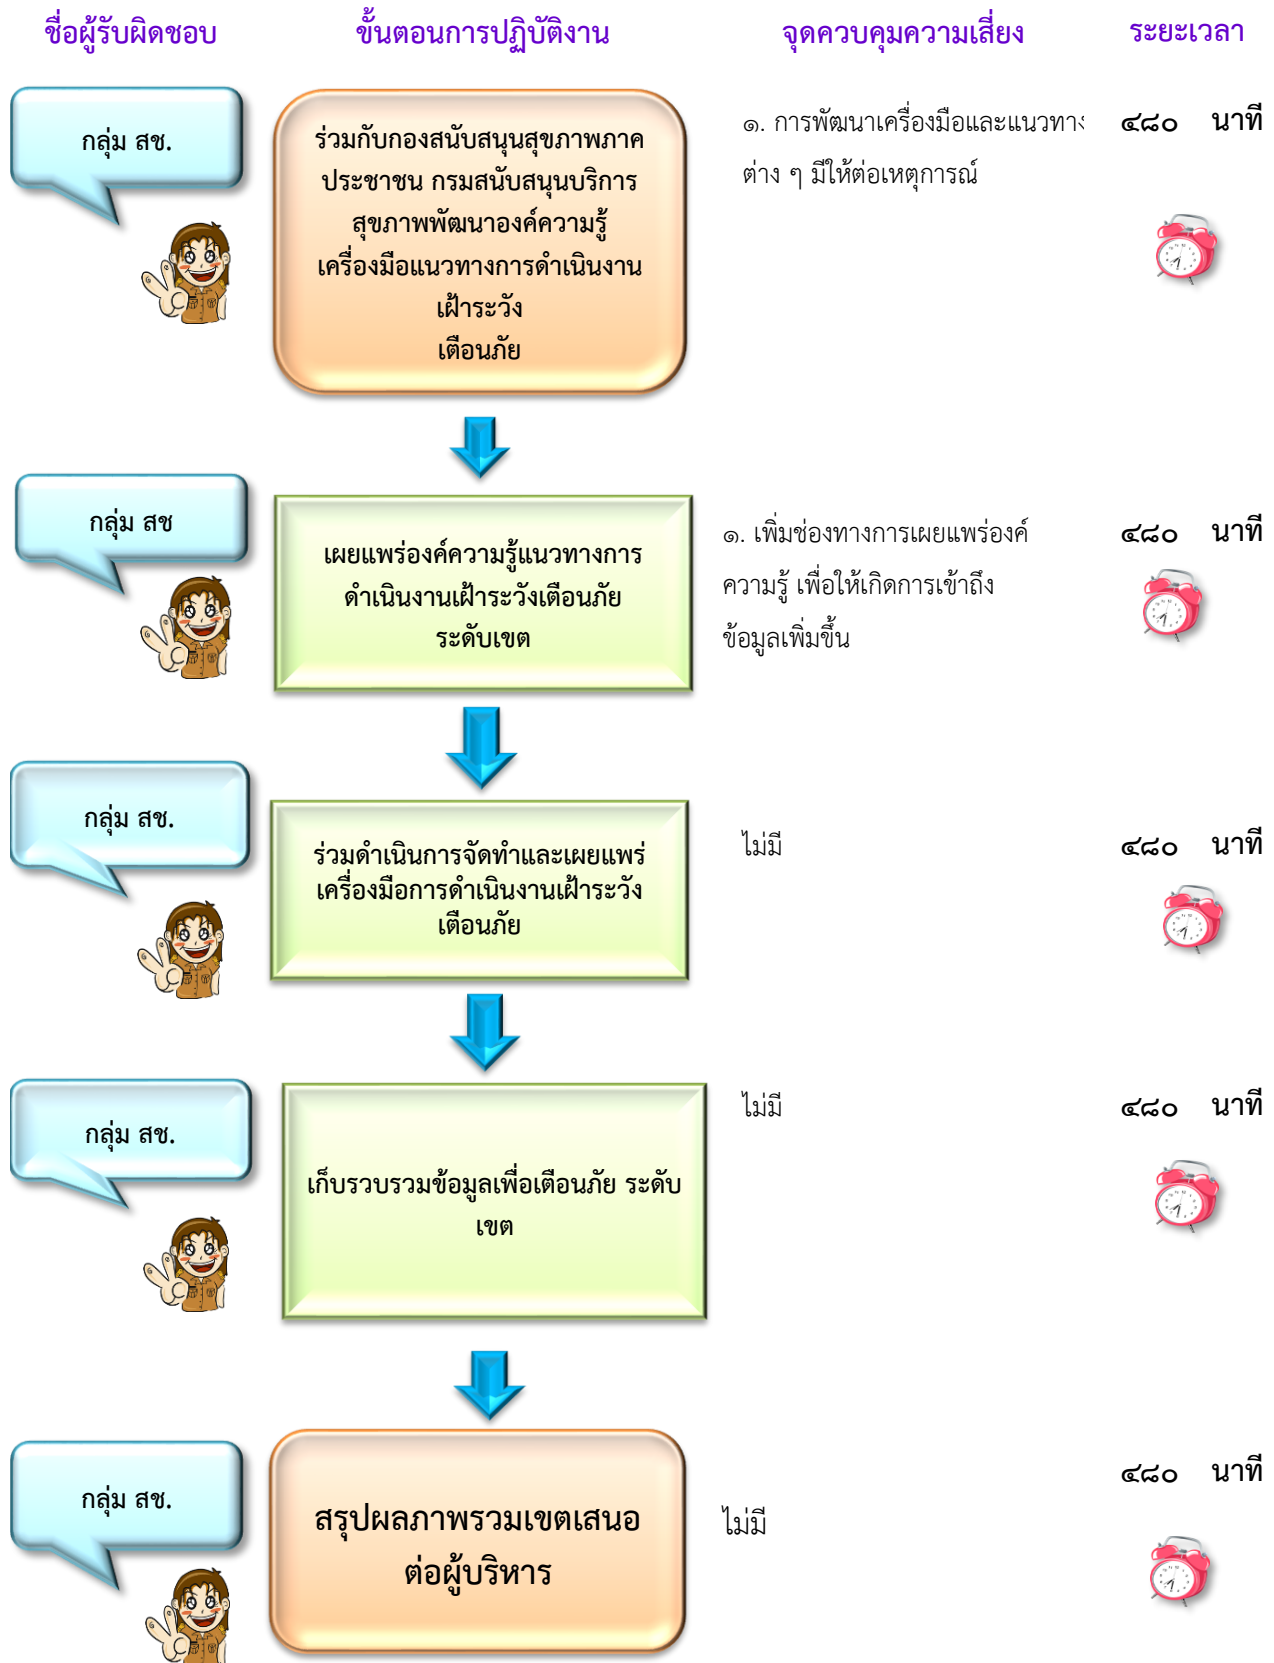 ชื่อผู้รับผิดชอบ ขั้นตอนการปฏิบัติงาน จุดควบคุมความเสี่ยง ระยะเวลา
กลุ่ม สช.
ร่วมกับกองสนับสนุนสุขภาพภาค
ประชาชน กรมสนับสนุนบริการ
สุขภาพพัฒนาองค์ความรู้
เครื่องมือแนวทางการดำเนินงาน
เฝ้าระวัง
เตือนภัย
๑. การพัฒนาเครื่องมือและแนวทาง
ต่าง ๆ มีให้ต่อเหตุการณ์
๔๘๐ นาที
กลุ่ม สช
เผยแพร่องค์ความรู้แนวทางการ
ดำเนินงานเฝ้าระวังเตือนภัย
ระดับเขต
๑. เพิ่มช่องทางการเผยแพร่องค์
ความรู้ เพื่อให้เกิดการเข้าถึง
ข้อมูลเพิ่มขึ้น
๔๘๐ นาที
กลุ่ม สช.
ร่วมดำเนินการจัดทำและเผยแพร่
เครื่องมือการดำเนินงานเฝ้าระวัง
เตือนภัย
ไม่มี
๔๘๐ นาที
กลุ่ม สช.
เก็บรวบรวมข้อมูลเพื่อเตือนภัย ระดับ
เขต
ไม่มี
๔๘๐ นาที
กลุ่ม สช.
สรุปผลภาพรวมเขตเสนอ
ต่อผู้บริหาร
ไม่มี
๔๘๐ นาที